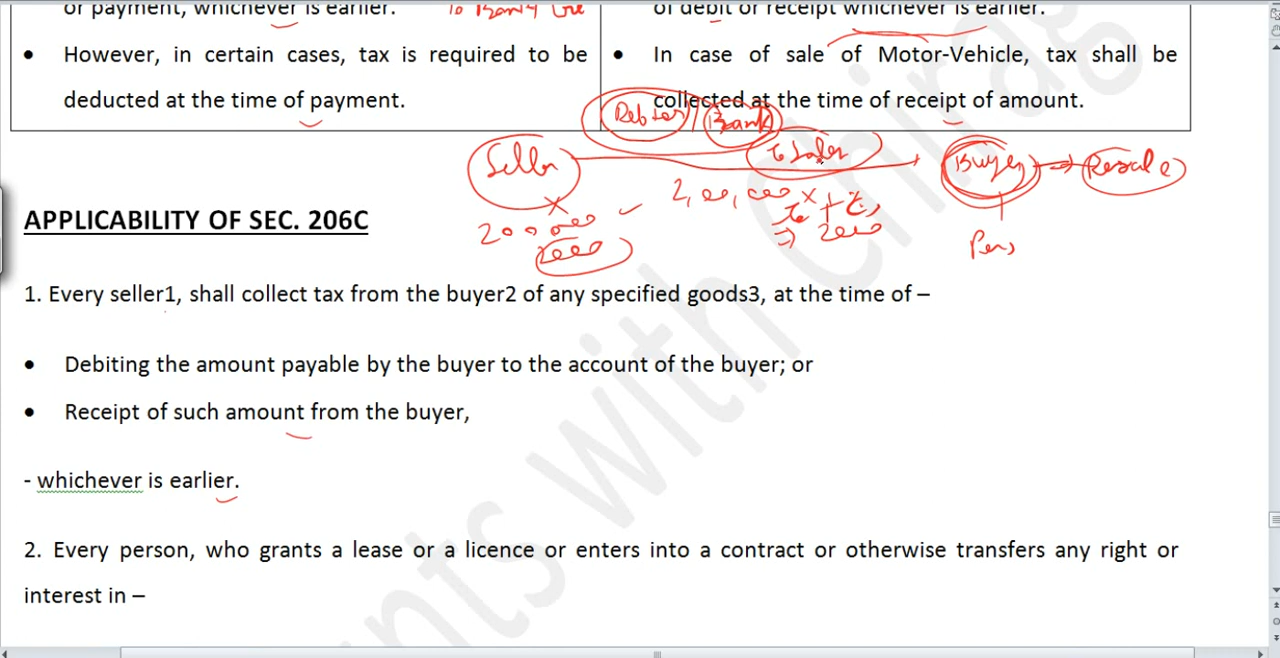 or payment, whichever is earlier.
of debit or receipt whichever is earlier.
• However, in certain cases, tax is required to be
deducted at the time of payment.
• In case of sale of Motor-Vehicle, tax shall be
collected at the time of receipt of amount.
Bank
Seller
To Sales
Buyer
Resale
APPLICABILITY OF SEC. 206C
1. Every seller1, shall collect tax from the buyer2 of any specified goods3, at the time of –
• Debiting the amount payable by the buyer to the account of the buyer; or
• Receipt of such amount from the buyer,
- whichever is earlier.
2. Every person, who grants a lease or a licence or enters into a contract or otherwise transfers any right or
interest in –